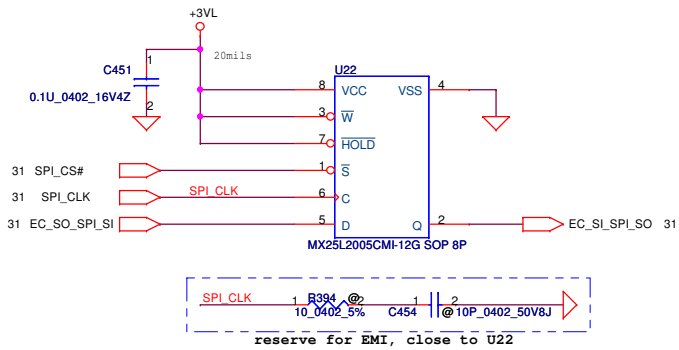 +3VL
20mils
1
C451
0.1U_0402_16V4Z
2
U22
8 VCC VSS 4
3 W
7 HOLD
31 SPI_CS# 1 S
31 SPI_CLK SPI_CLK 6 C
31 EC_SO_SPI_SI 5 D Q 2 EC_SI_SPI_SO 31
MX25L2005CMI-12G SOP 8P
SPI_CLK 1 R394 @ 2 1 2
10_0402_5% C454 @ 10P_0402_50V8J
reserve for EMI, close to U22